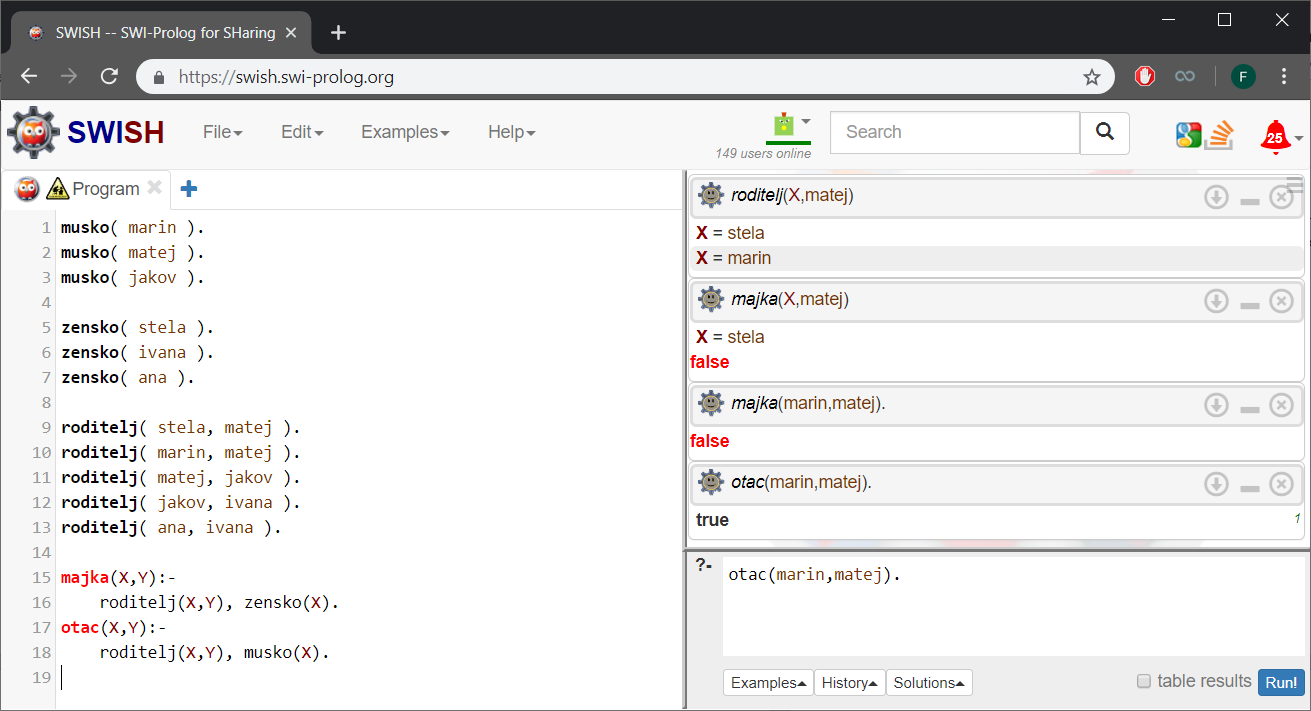 SWISH -- SWI-Prolog for SHaring
https://swish.swi-prolog.org
F
SWISH
File
Edit
Examples
Help
149 users online
Search
25
Program
1 musko( marin ).
2 musko( matej ).
3 musko( jakov ).
4
5 zensko( stela ).
6 zensko( ivana ).
7 zensko( ana ).
8
9 roditelj( stela, matej ).
10 roditelj( marin, matej ).
11 roditelj( matej, jakov ).
12 roditelj( jakov, ivana ).
13 roditelj( ana, ivana ).
14
15 majka(X,Y):-
16 roditelj(X,Y), zensko(X).
17 otac(X,Y):-
18 roditelj(X,Y), musko(X).
19
roditelj(X,matej)
X = stela
X = marin
majka(X,matej)
X = stela
false
majka(marin,matej).
false
otac(marin,matej).
true
1
?- otac(marin,matej).
Examples
History
Solutions
table results
Run!